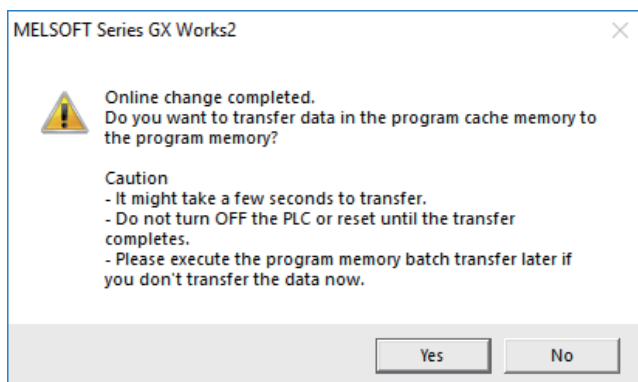 MELSOFT Series GX Works2
Online change completed.
Do you want to transfer data in the program cache memory to
the program memory?
Caution
- It might take a few seconds to transfer.
- Do not turn OFF the PLC or reset until the transfer
completes.
- Please execute the program memory batch transfer later if
you don't transfer the data now.
Yes
No